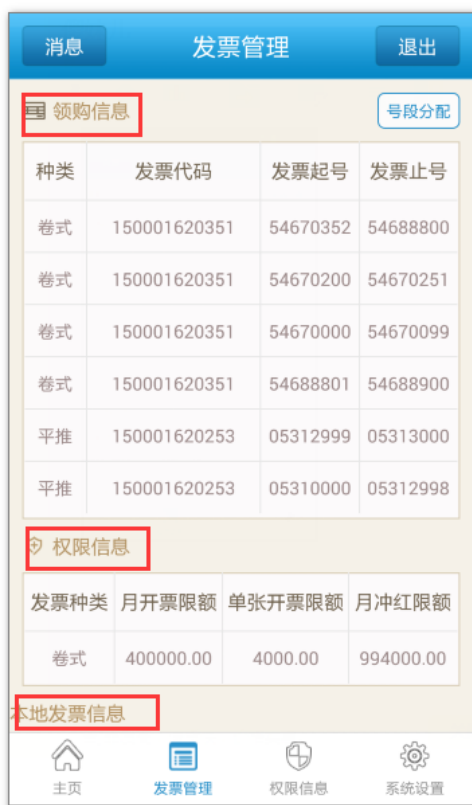 消息 发票管理 退出
领购信息 号段分配
种类 发票代码 发票起号 发票止号
卷式 150001620351 54670352 54688800
卷式 150001620351 54670200 54670251
卷式 150001620351 54670000 54670099
卷式 150001620351 54688801 54688900
平推 150001620253 05312999 05313000
平推 150001620253 05310000 05312998
权限信息
发票种类 月开票限额 单张开票限额 月冲红限额
卷式 400000.00 4000.00 994000.00
本地发票信息
主页 发票管理 权限信息 系统设置